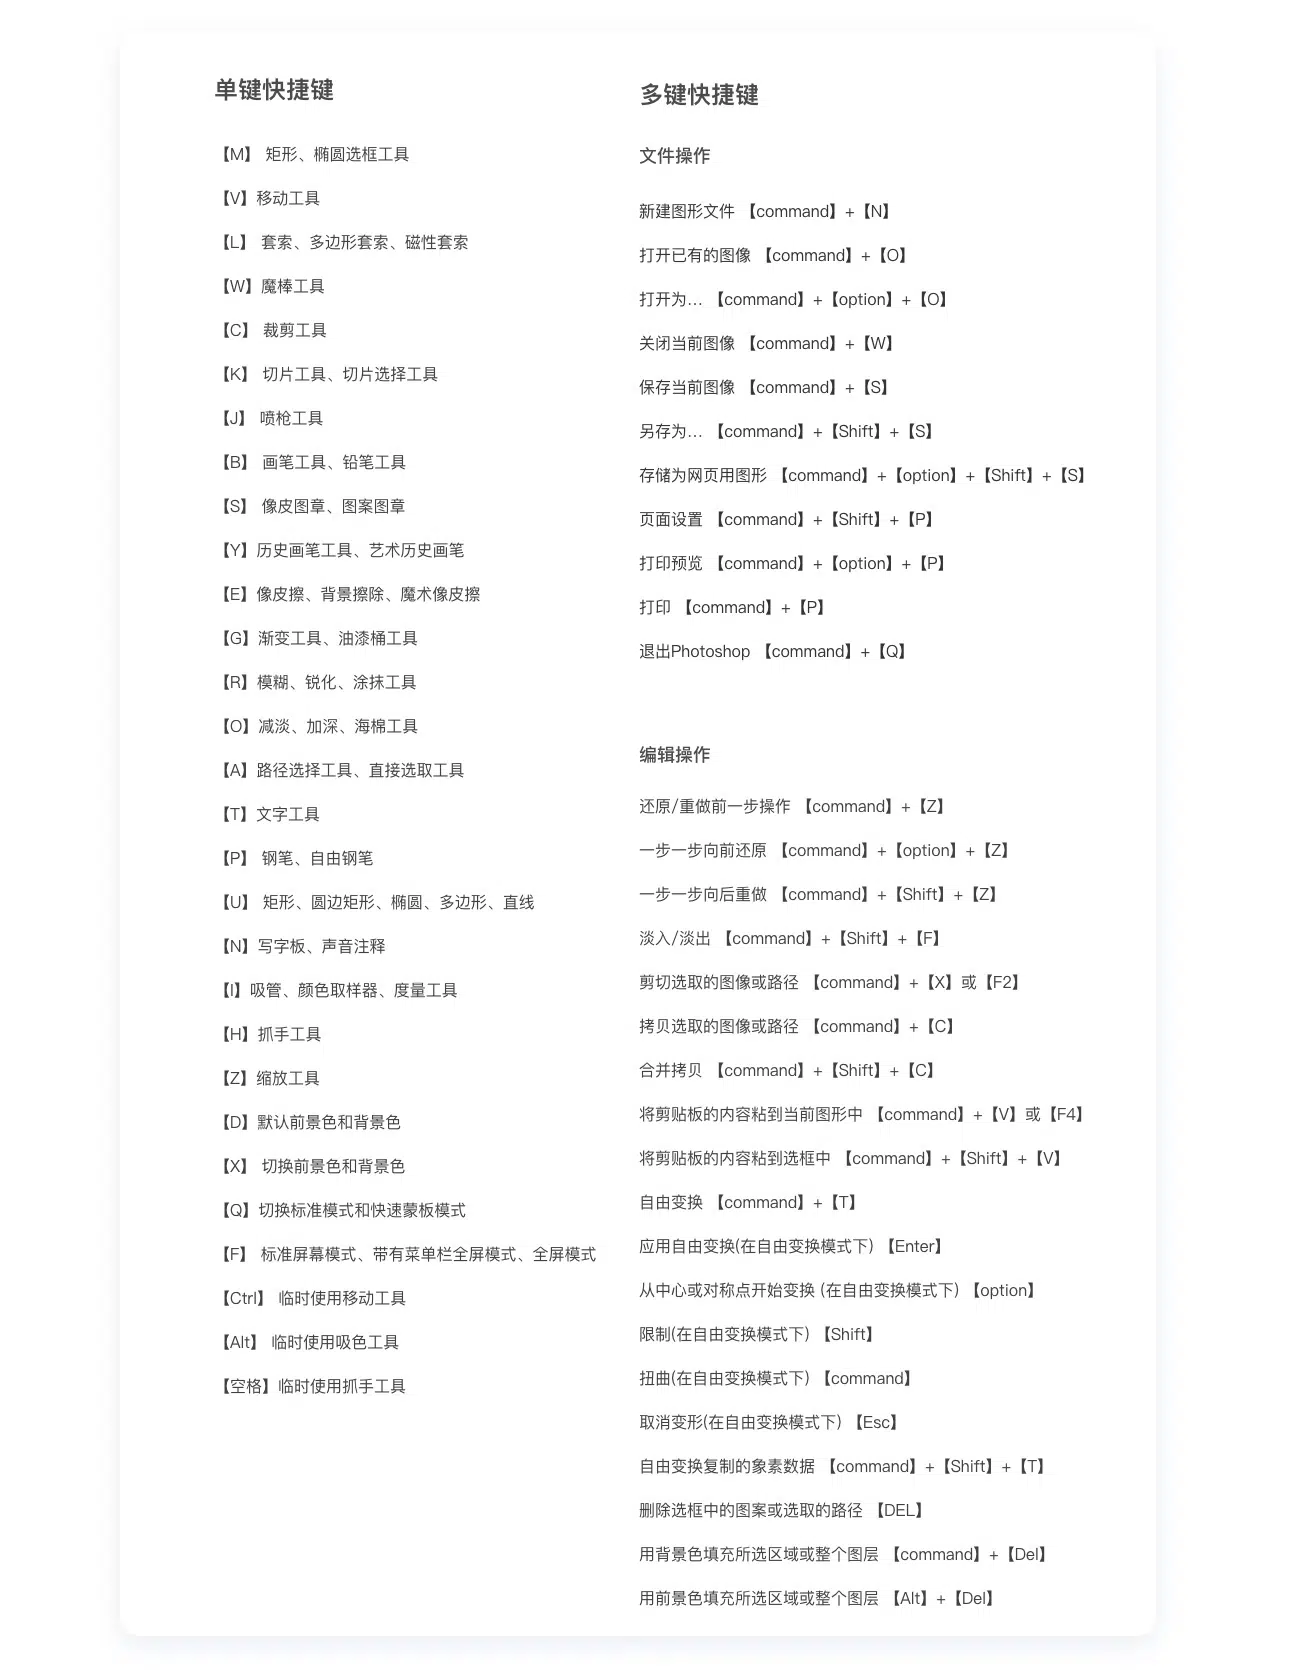 单键快捷键
【M】 矩形、椭圆选框工具
【V】移动工具
【L】 套索、多边形套索、磁性套索
【W】魔棒工具
【C】 裁剪工具
【K】 切片工具、切片选择工具
【J】 喷枪工具
【B】 画笔工具、铅笔工具
【S】 像皮图章、图案图章
【Y】历史画笔工具、艺术历史画笔
【E】像皮擦、背景擦除、魔术像皮擦
【G】渐变工具、油漆桶工具
【R】模糊、锐化、涂抹工具
【O】减淡、加深、海棉工具
【A】路径选择工具、直接选取工具
【T】文字工具
【P】 钢笔、自由钢笔
【U】 矩形、圆边矩形、椭圆、多边形、直线
【N】写字板、声音注释
【I】吸管、颜色取样器、度量工具
【H】抓手工具
【Z】缩放工具
【D】默认前景色和背景色
【X】 切换前景色和背景色
【Q】切换标准模式和快速蒙板模式
【F】 标准屏幕模式、带有菜单栏全屏模式、全屏模式
【Ctrl】 临时使用移动工具
【Alt】 临时使用吸色工具
【空格】临时使用抓手工具
多键快捷键
文件操作
新建图形文件 【command】+【N】
打开已有的图像 【command】+【O】
打开为... 【command】+【option】+【O】
关闭当前图像 【command】+【W】
保存当前图像 【command】+【S】
另存为... 【command】+【Shift】+【S】
存储为网页用图形 【command】+【option】+【Shift】+【S】
页面设置 【command】+【Shift】+【P】
打印预览 【command】+【option】+【P】
打印 【command】+【P】
退出Photoshop 【command】+【Q】
编辑操作
还原/重做前一步操作 【command】+【Z】
一步一步向前还原 【command】+【option】+【Z】
一步一步向后重做 【command】+【Shift】+【Z】
淡入/淡出 【command】+【Shift】+【F】
剪切选取的图像或路径 【command】+【X】或【F2】
拷贝选取的图像或路径 【command】+【C】
合并拷贝 【command】+【Shift】+【C】
将剪贴板的内容粘到当前图形中 【command】+【V】或【F4】
将剪贴板的内容粘到选框中 【command】+【Shift】+【V】
自由变换 【command】+【T】
应用自由变换(在自由变换模式下) 【Enter】
从中心或对称点开始变换 (在自由变换模式下) 【option】
限制(在自由变换模式下) 【Shift】
扭曲(在自由变换模式下) 【command】
取消变形(在自由变换模式下) 【Esc】
自由变换复制的象素数据 【command】+【Shift】+【T】
删除选框中的图案或选取的路径 【DEL】
用背景色填充所选区域或整个图层 【command】+【Del】
用前景色填充所选区域或整个图层 【Alt】+【Del】